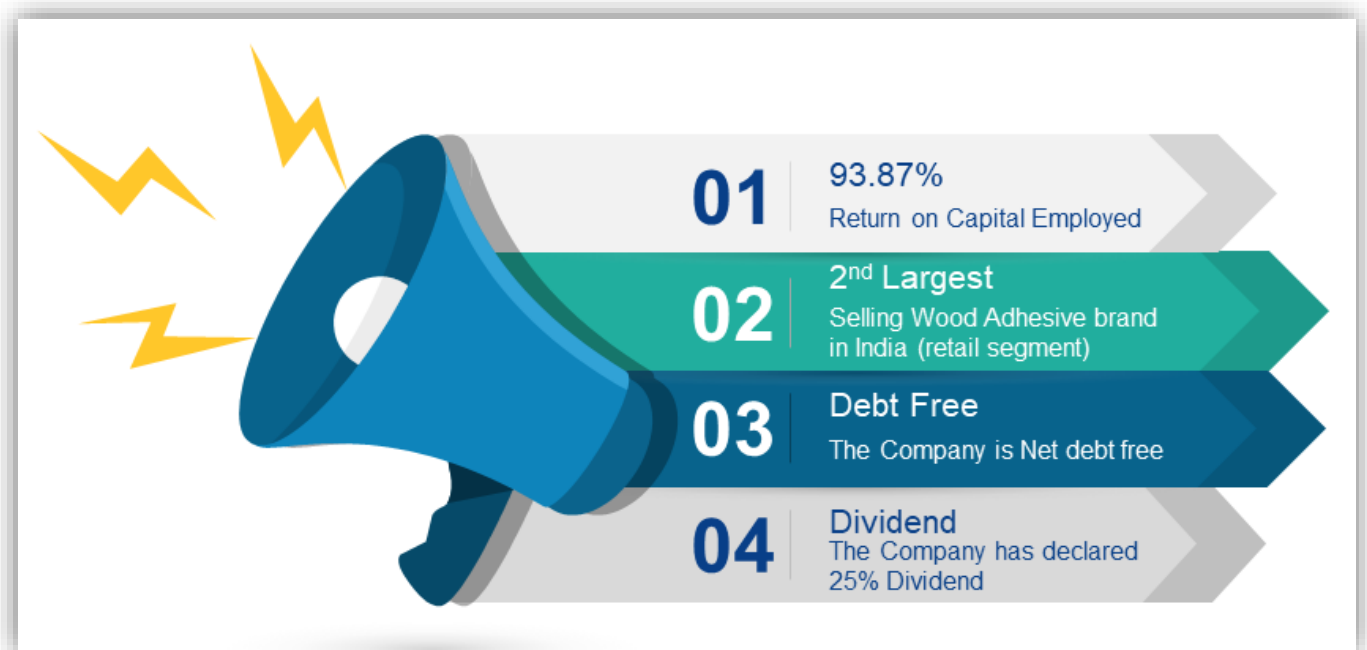 01
93.87%
Return on Capital Employed
02
2nd Largest
Selling Wood Adhesive brand
in India (retail segment)
03
Debt Free
The Company is Net debt free
04
Dividend
The Company has declared
25% Dividend